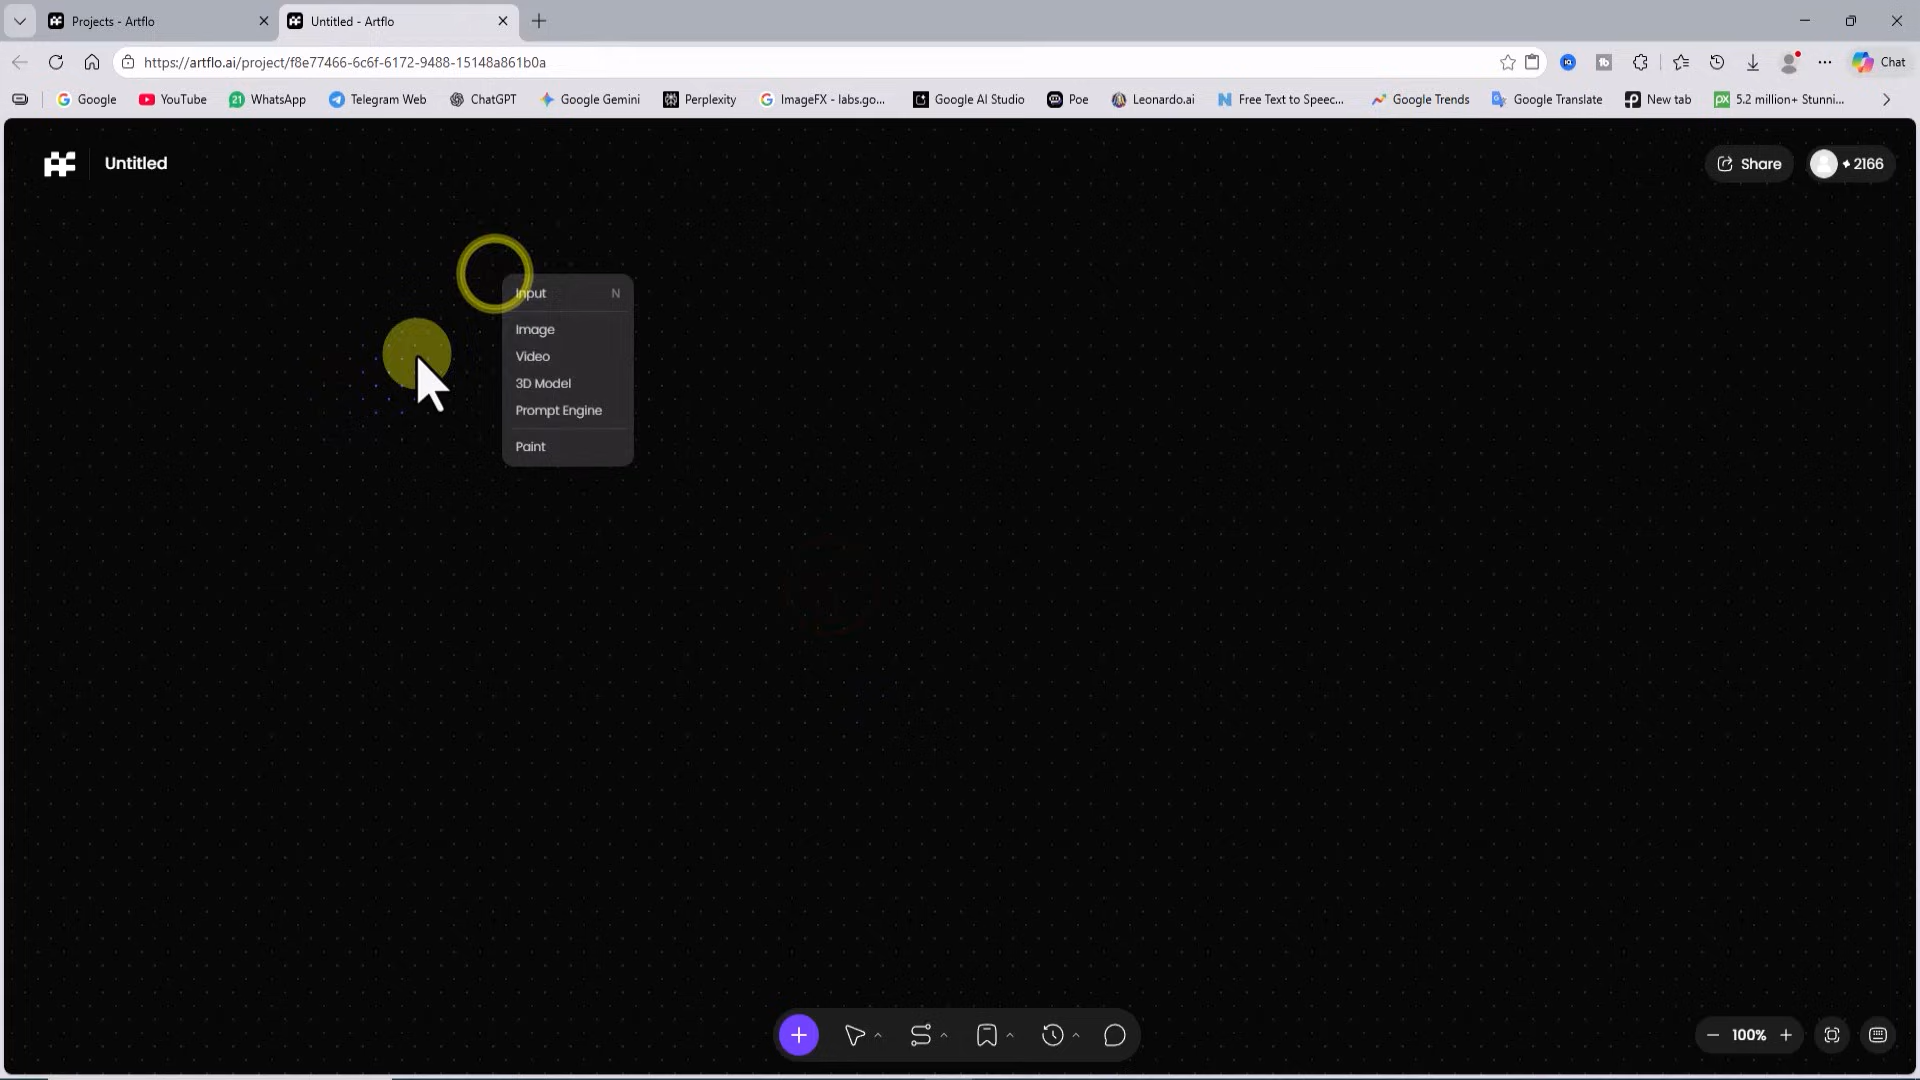 Projects - Artflo
Untitled - Artflo
https://artflo.ai/project/f8e77466-6c6f-6172-9488-15148a861b0a
Chat
Google
YouTube
21
WhatsApp
Telegram Web
ChatGPT
Google Gemini
Perplexity
ImageFX - labs.go...
Google AI Studio
Poe
Leonardo.ai
Free Text to Speec...
Google Trends
Google Translate
New tab
px
5.2 million+ Stunni...
Untitled
Share
2166
Input N
Image
Video
3D Model
Prompt Engine
Paint
100%